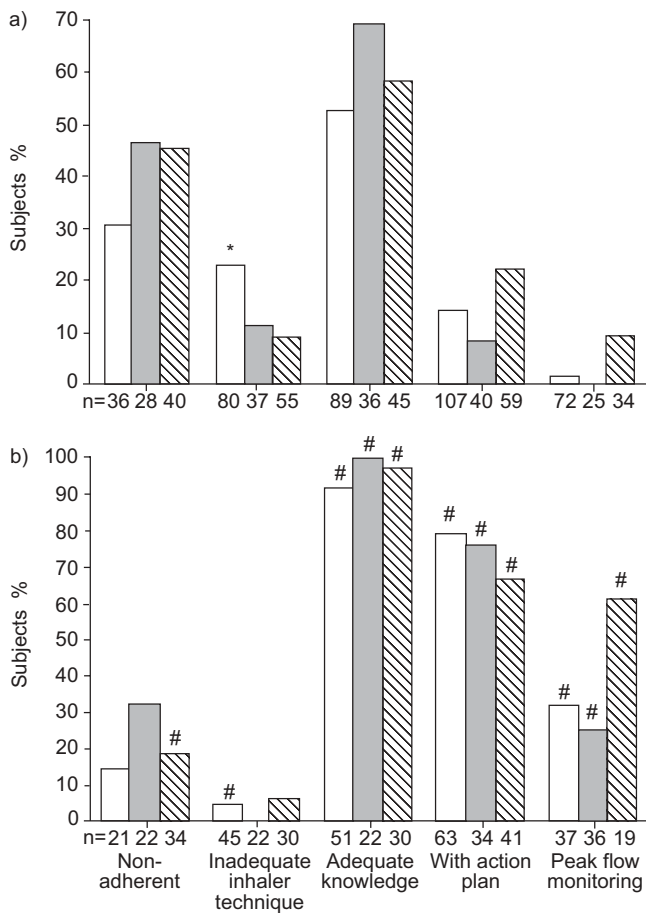 a)
70
60
50
40
30
20
10
0
Subjects %
*
n=36 28 40 80 37 55 89 36 45 107 40 59 72 25 34
b)
100
90
80
70
60
50
40
30
20
10
0
Subjects %
# # # # # # # # # # #
n=21 22 34 45 22 30 51 22 30 63 34 41 37 36 19
Non-adherent
Inadequate
inhaler
technique
Adequate
knowledge
With action
plan
Peak flow
monitoring